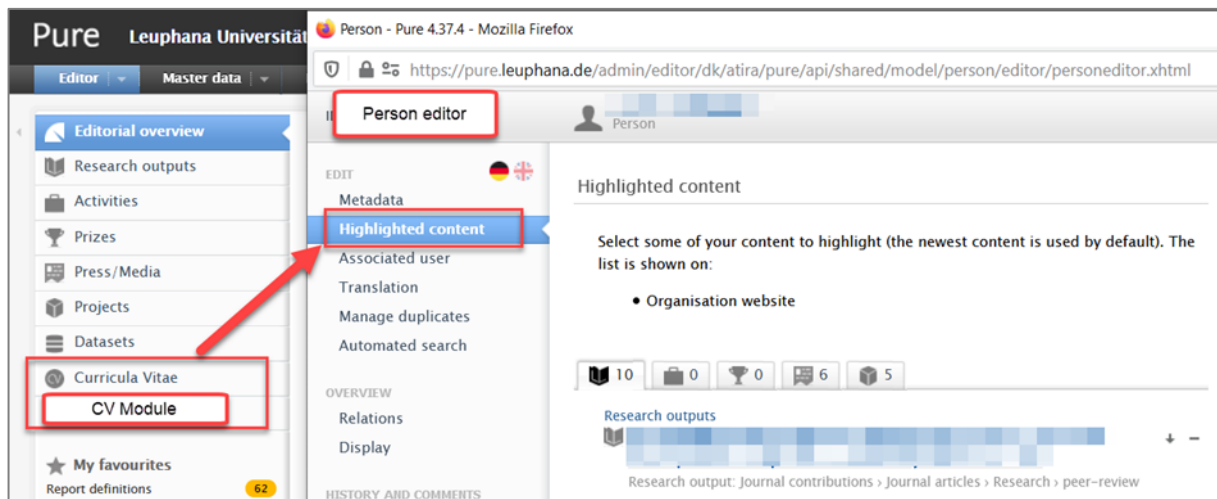 Pure Leuphana Universität
Editor Master data
Editorial overview
Research outputs
Activities
Prizes
Press/Media
Projects
Datasets
Curricula Vitae
CV Module
My favourites
Report definitions 62
Person - Pure 4.37.4 - Mozilla Firefox
https://pure.leuphana.de/admin/editor/dk/atira/pure/api/shared/model/person/editor/personeditor.xhtml
Person editor
Person
EDIT
Metadata
Highlighted content
Associated user
Translation
Manage duplicates
Automated search
OVERVIEW
Relations
Display
HISTORY AND COMMENTS
Highlighted content
Select some of your content to highlight (the newest content is used by default). The
list is shown on:
• Organisation website
10 0 0 6 5
Research outputs
Research output: Journal contributions › Journal articles › Research › peer-review